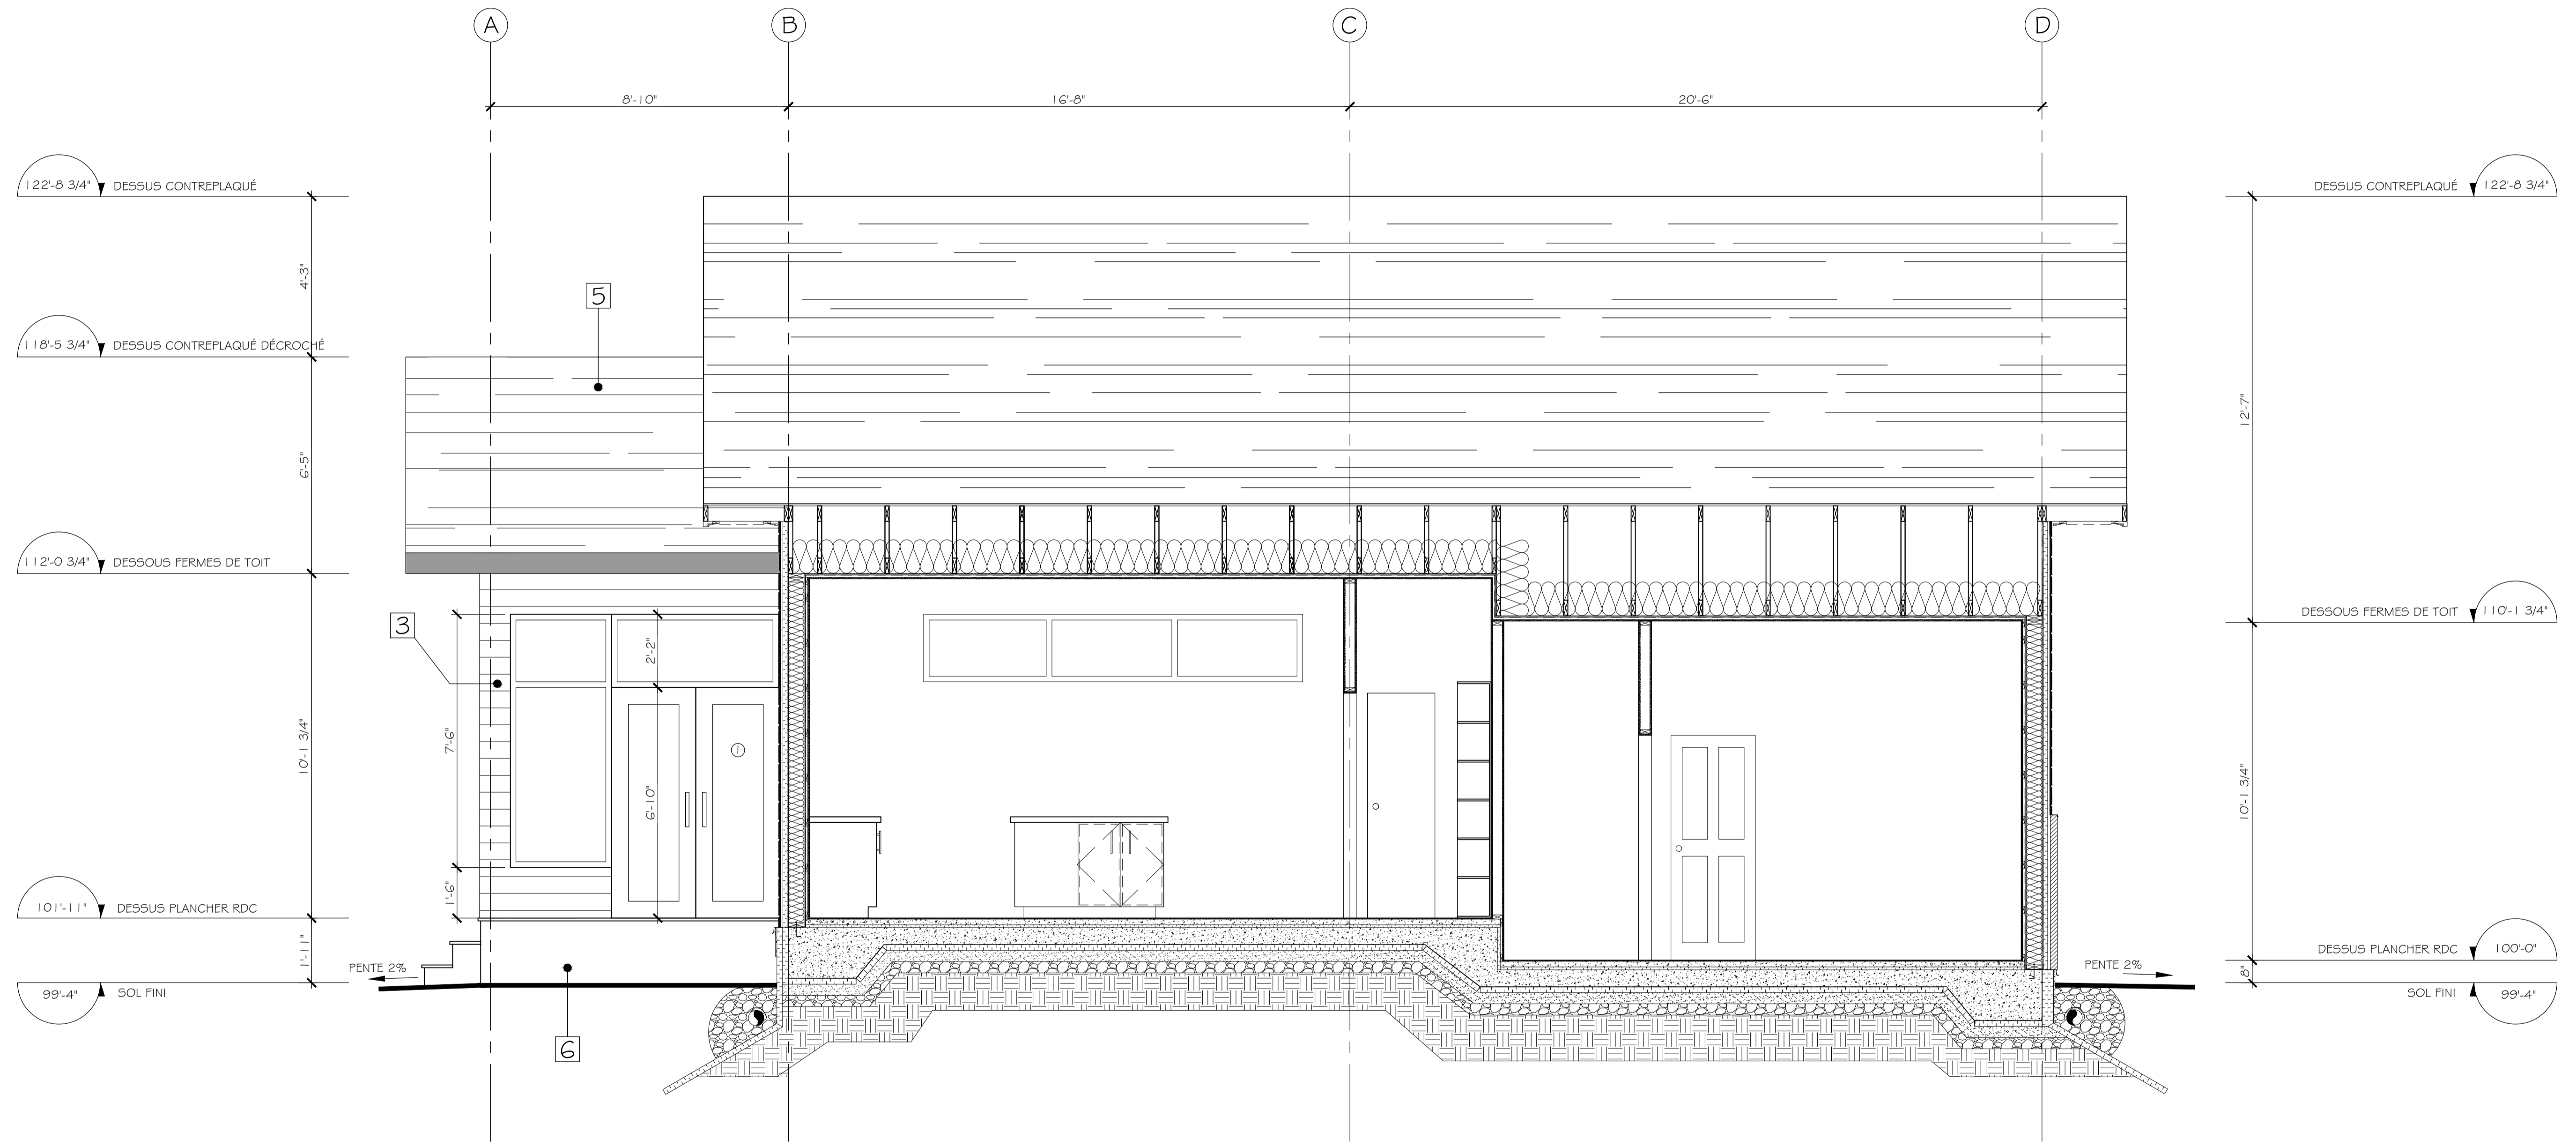 A
B
C
D
8'-10"
16'-8"
20'-6"
122'-8 3/4"
DESSUS CONTREPLAQUÉ
DESSUS CONTREPLAQUÉ
122'-8 3/4"
4'-3"
5
118'-5 3/4"
DESSUS CONTREPLAQUÉ DÉCROCHÉ
12'-7"
6'-5"
112'-0 3/4"
DESSOUS FERMES DE TOIT
DESSOUS FERMES DE TOIT
110'-1 3/4"
3
2'-2"
7'-6"
1
10'-1 3/4"
6'-10"
10'-1 3/4"
1'-6"
101'-11"
DESSUS PLANCHER RDC
DESSUS PLANCHER RDC
100'-0"
1'-11"
PENTE 2%
PENTE 2%
8"
99'-4"
SOL FINI
SOL FINI
99'-4"
6